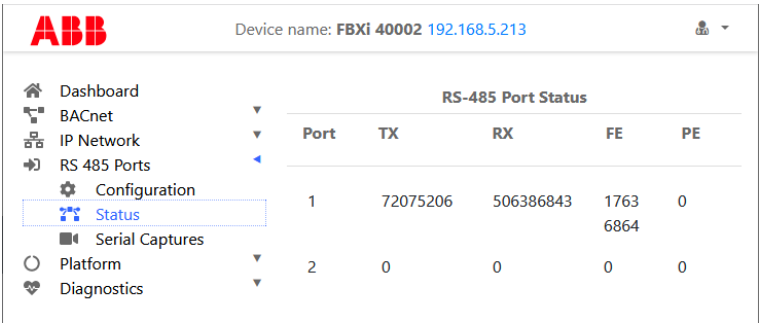 ABB
Device name: FBXi 40002 192.168.5.213
Dashboard
BACnet
IP Network
RS 485 Ports
Configuration
Status
Serial Captures
Platform
Diagnostics
RS-485 Port Status
Port TX RX FE PE
1 72075206 506386843 1763 0
6864
2 0 0 0 0